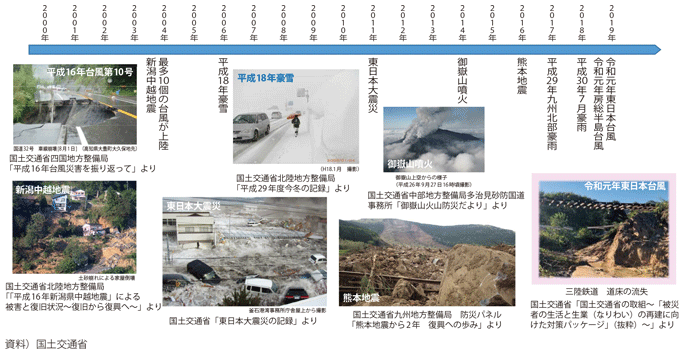 2000年
2001年
2002年
2003年
2004年
2005年
2006年
2007年
2008年
2009年
2010年
2011年
2012年
2013年
2014年
2015年
2016年
2017年
2018年
2019年
新潟中越地震
最多10個の台風が上陸
平成18年豪雪
東日本大震災
御嶽山噴火
熊本地震
平成29年九州北部豪雨
平成30年7月豪雨
令和元年房総半島台風
令和元年東日本台風
平成16年台風第10号
国道32号 車線崩壊(8月1日) (高知県大豊町大久保地先)
国土交通省四国地方整備局
「平成16年台風災害を振り返って」より
平成18年豪雪
(H18.1月 撮影)
国土交通省北陸地方整備局
「平成29年度今冬の記録」より
御嶽山噴火
御嶽山上空からの様子
(平成26年9月27日16時頃撮影)
国土交通省中部地方整備局多治見砂防国道
事務所「御嶽山火山防災だより」より
新潟中越地震
土砂崩れによる家屋倒壊
国土交通省北陸地方整備局
「「平成16年新潟県中越地震」による
被害と復旧状況～復旧から復興へ～」より
東日本大震災
釜石港湾事務所庁舎屋上から撮影
国土交通省「東日本大震災の記録」より
熊本地震
国土交通省九州地方整備局 防災パネル
「熊本地震から2年 復興への歩み」より
令和元年東日本台風
三陸鉄道 道床の流失
国土交通省「国土交通省の取組～「被災
者の生活と生業（なりわい）の再建に向
けた対策パッケージ」（抜粋）～」より
資料）国土交通省